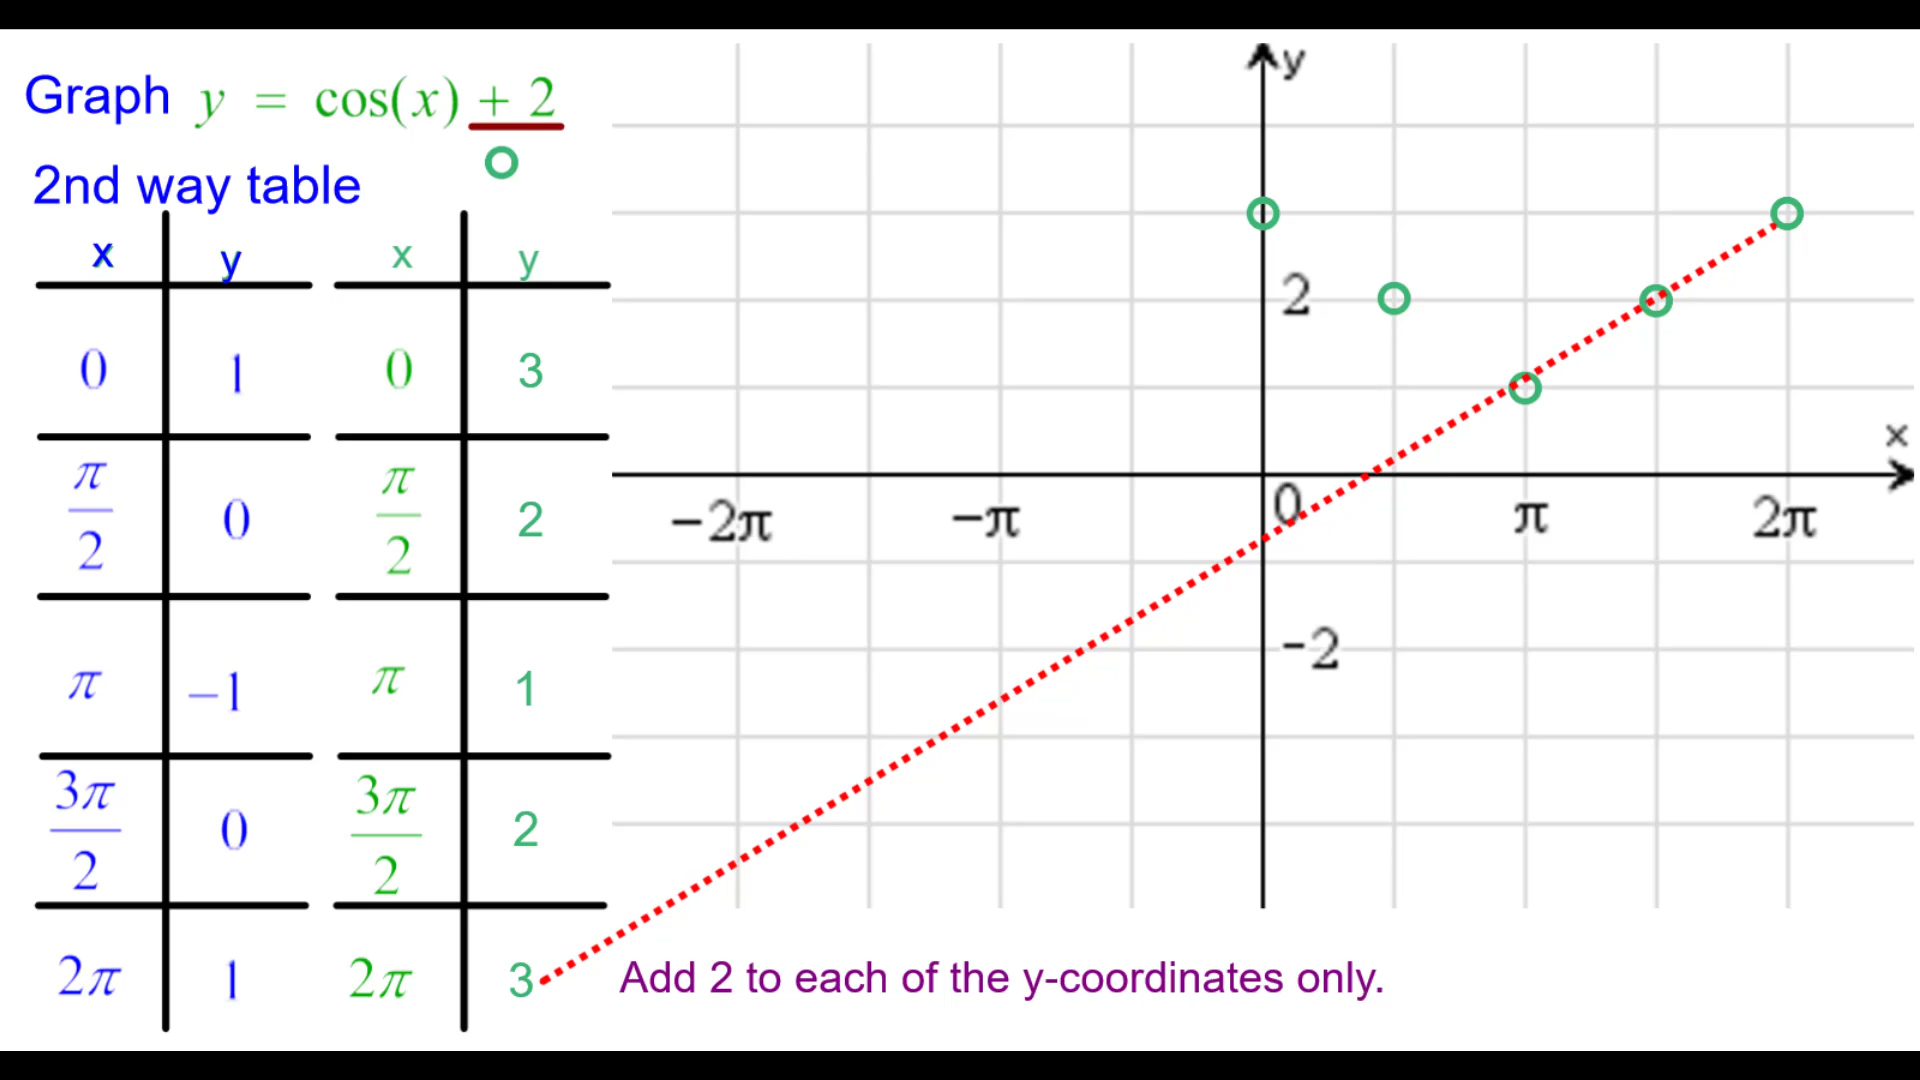 Graph y = cos(x) + 2
2nd way table
x y x y
0 1 0 3
π/2 0 π/2 2
π −1 π 1
3π/2 0 3π/2 2
2π 1 2π 3
y
2
x
−2π −π 0 π 2π
-2
Add 2 to each of the y-coordinates only.